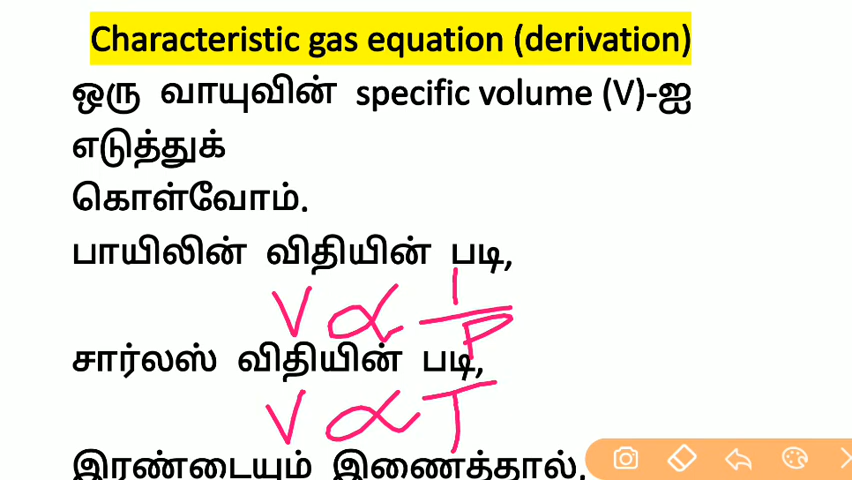 Characteristic gas equation (derivation)
ஒரு வாயுவின் specific volume (V)-ஐ
எடுத்துக்
கொள்வோம்.
பாயிலின் விதியின் படி,
V ∝ 1/P
சார்லஸ் விதியின் படி,
V ∝ T
இரண்டையும் இணைத்தால்,